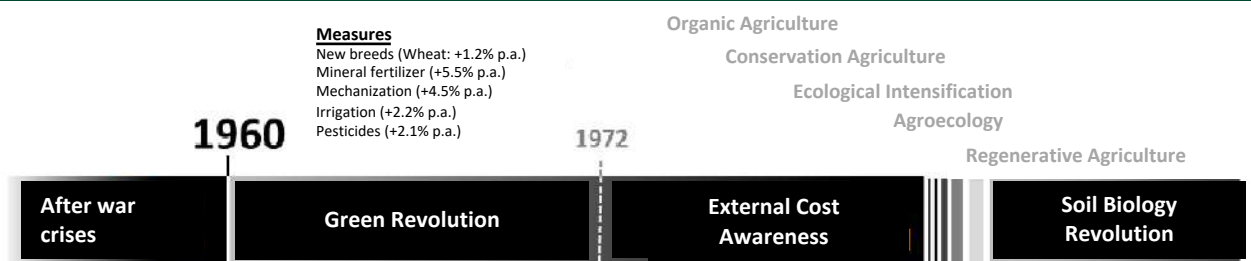 Measures
New breeds (Wheat: +1.2% p.a.)
Mineral fertilizer (+5.5% p.a.)
Mechanization (+4.5% p.a.)
Irrigation (+2.2% p.a.)
Pesticides (+2.1% p.a.)
Organic Agriculture
Conservation Agriculture
Ecological Intensification
Agroecology
Regenerative Agriculture
1960
1972
After war
crises
Green Revolution
External Cost
Awareness
Soil Biology
Revolution